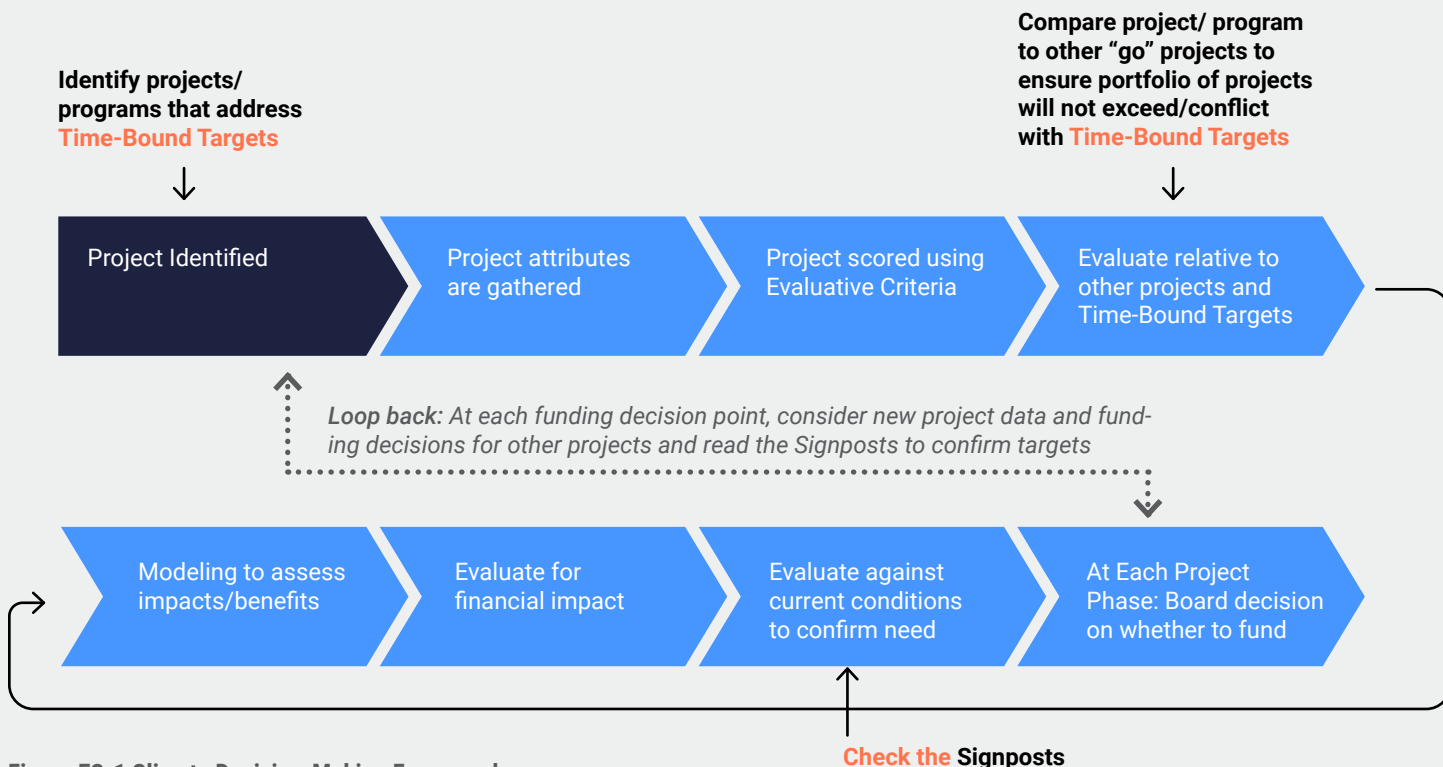 Identify projects/
programs that address
Time-Bound Targets
Compare project/ program
to other “go” projects to
ensure portfolio of projects
will not exceed/conflict
with Time-Bound Targets
Project Identified
Project attributes
are gathered
Project scored using
Evaluative Criteria
Evaluate relative to
other projects and
Time-Bound Targets
Loop back: At each funding decision point, consider new project data and fund-
ing decisions for other projects and read the Signposts to confirm targets
Modeling to assess
impacts/benefits
Evaluate for
financial impact
Evaluate against
current conditions
to confirm need
At Each Project
Phase: Board decision
on whether to fund
Check the Signposts